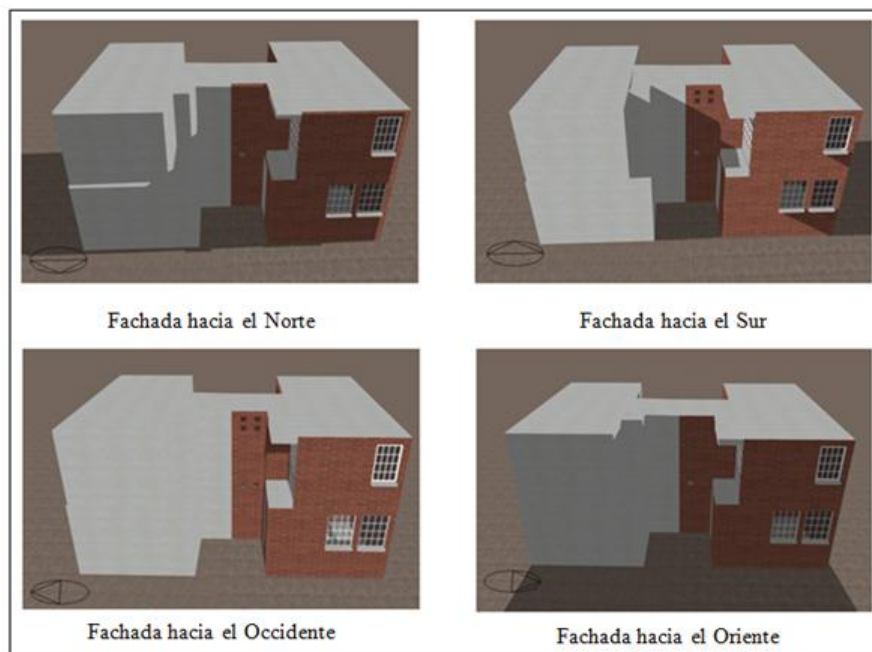 Fachada hacia el Norte
Fachada hacia el Sur
Fachada hacia el Occidente
Fachada hacia el Oriente